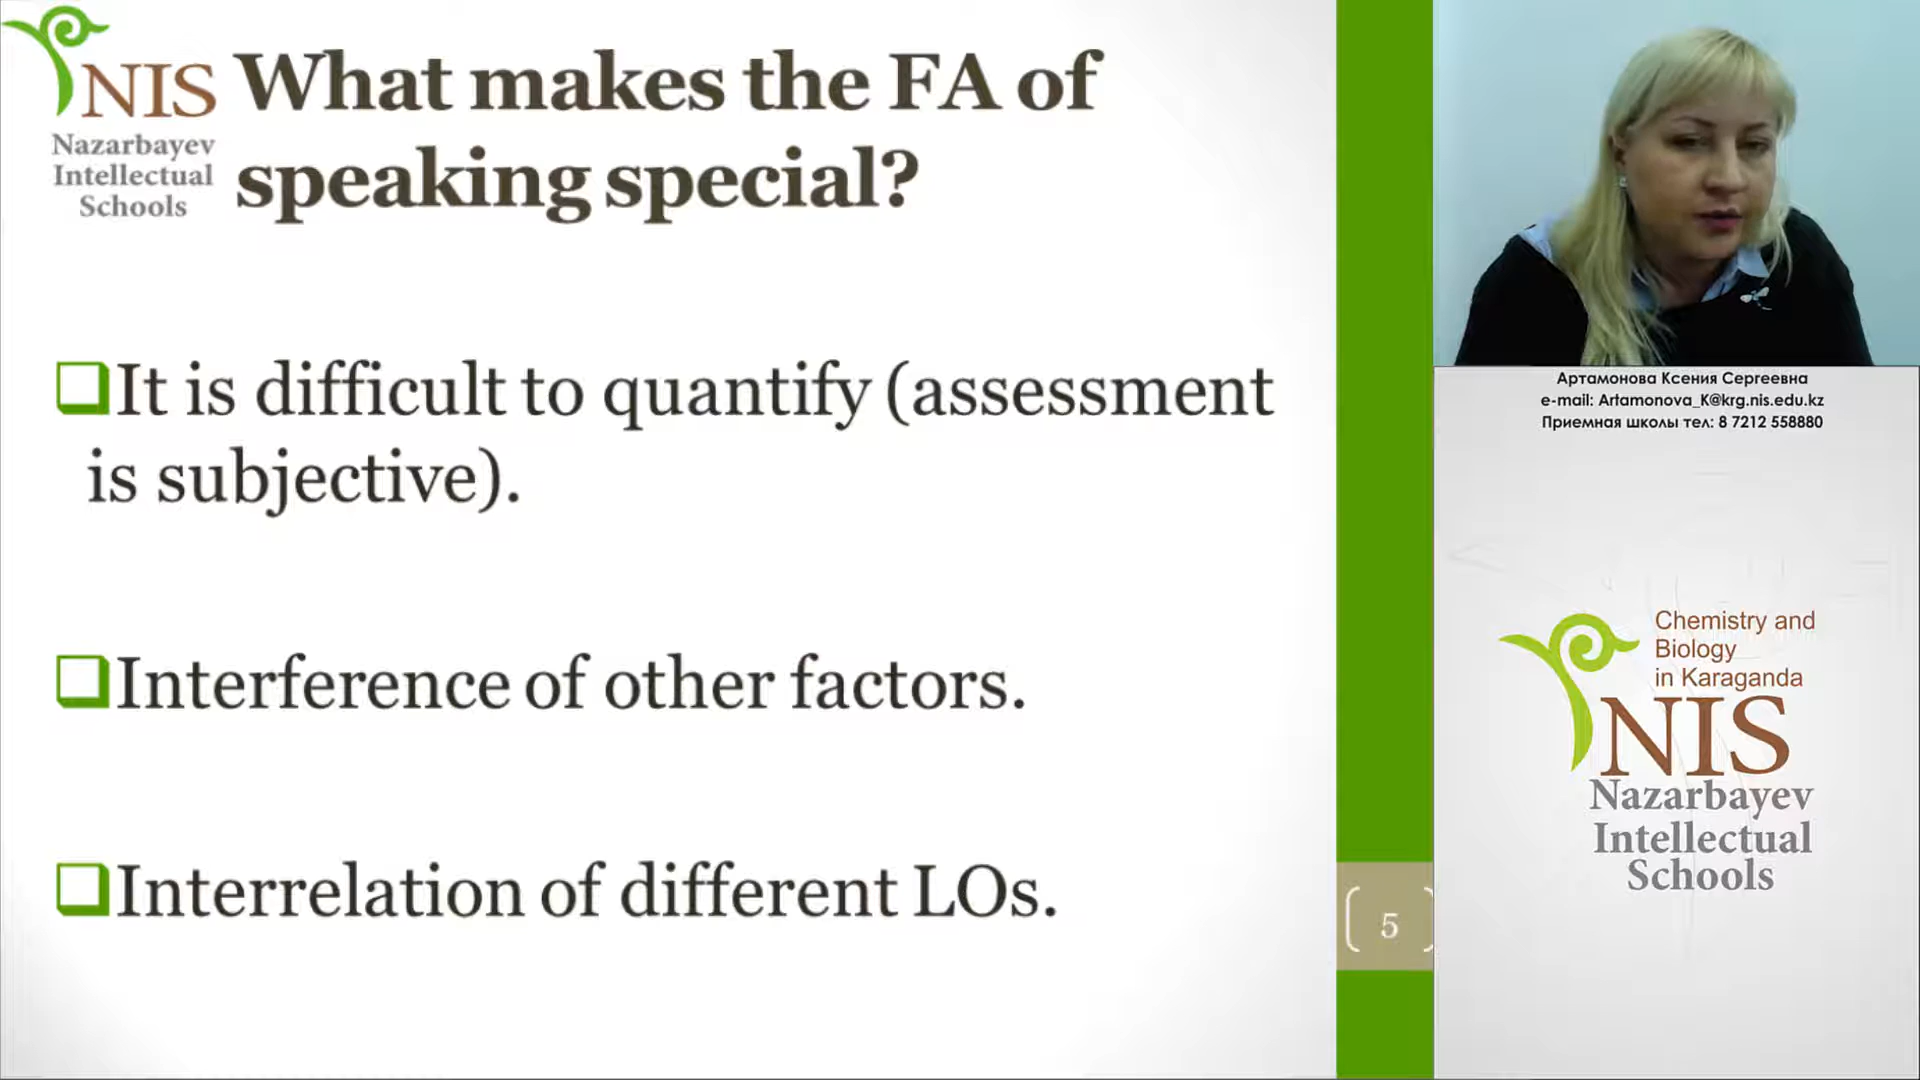 NIS
Nazarbayev
Intellectual
Schools
What makes the FA of
speaking special?
It is difficult to quantify (assessment
is subjective).
Interference of other factors.
Interrelation of different LOs.
5
Артамонова Ксения Сергеевна
e-mail: Artamonova_K@krg.nis.edu.kz
Приемная школы тел: 8 7212 558880
Chemistry and
Biology
in Karaganda
NIS
Nazarbayev
Intellectual
Schools